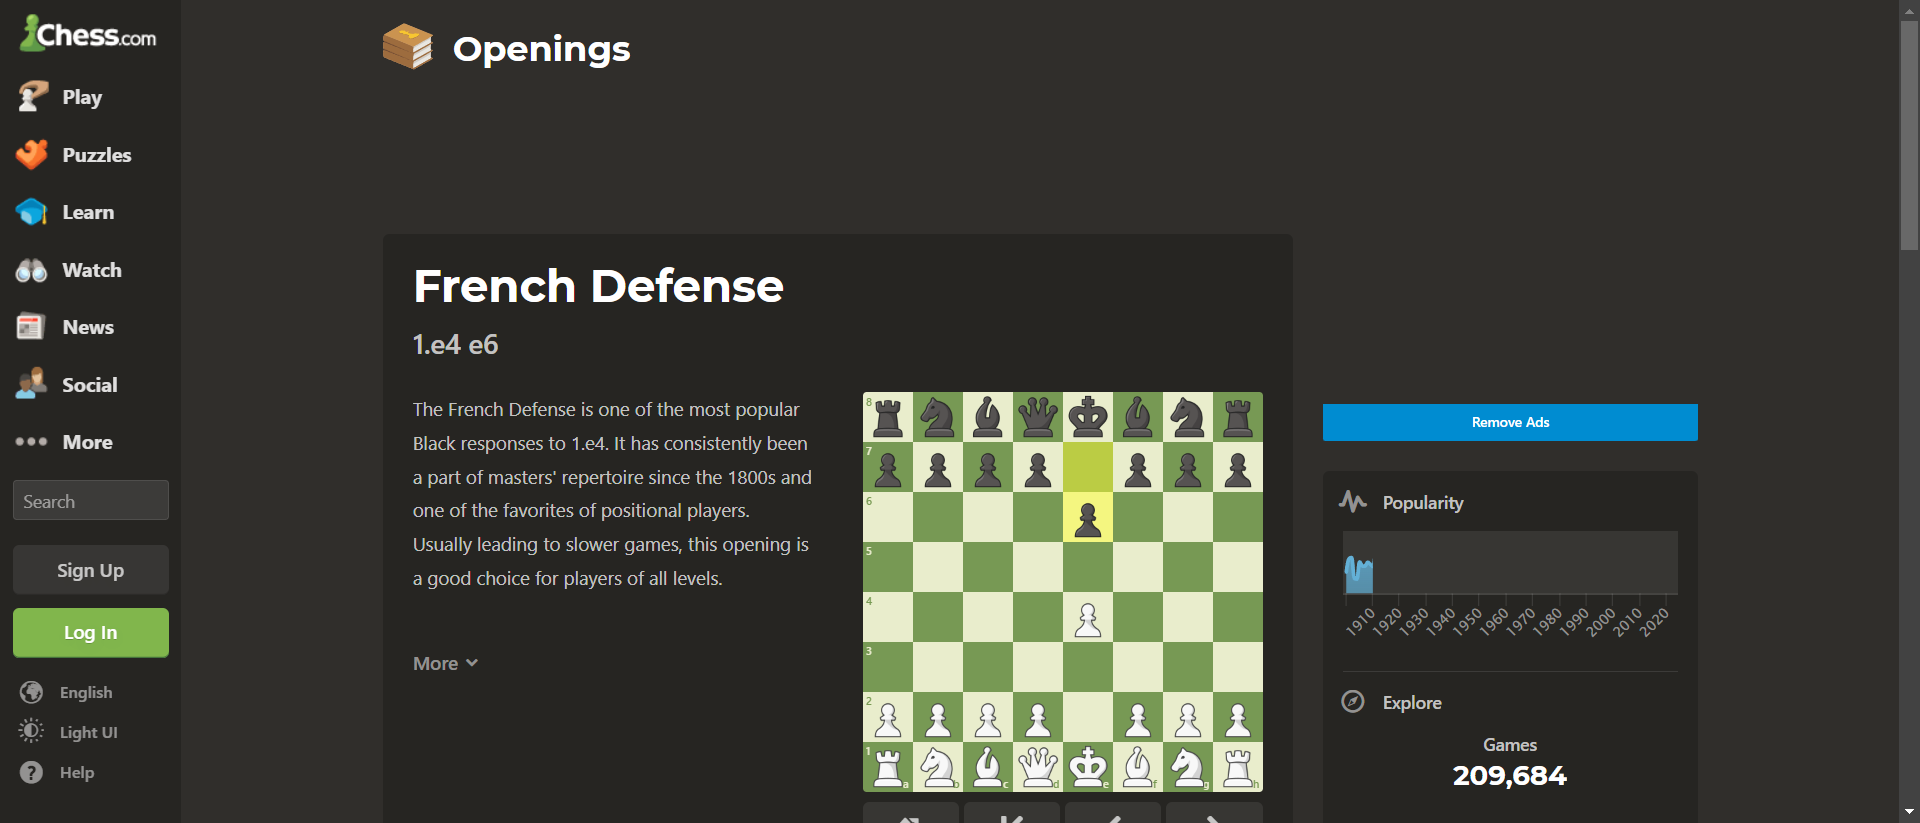 Chess.com
Play
Puzzles
Learn
Watch
News
Social
More
Search
Sign Up
Log In
English
Light UI
Help
Openings
French Defense
1.e4 e6
The French Defense is one of the most popular
Black responses to 1.e4. It has consistently been
a part of masters' repertoire since the 1800s and
one of the favorites of positional players.
Usually leading to slower games, this opening is
a good choice for players of all levels.
More
8
7
6
5
4
3
2
1
a b c d e f g h
Remove Ads
Popularity
1910 1920 1930 1940 1950 1960 1970 1980 1990 2000 2010 2020
Explore
Games
209,684